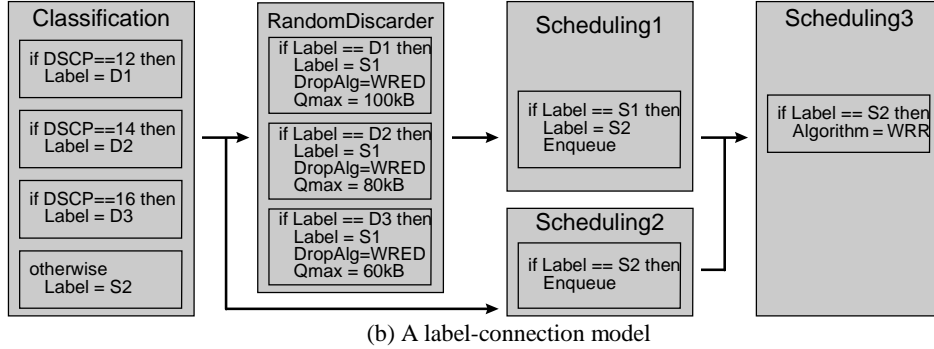 Classification
if DSCP==12 then
Label = D1
if DSCP==14 then
Label = D2
if DSCP==16 then
Label = D3
otherwise
Label = S2
RandomDiscarder
if Label == D1 then
Label = S1
DropAlg=WRED
Qmax = 100kB
if Label == D2 then
Label = S1
DropAlg=WRED
Qmax = 80kB
if Label == D3 then
Label = S1
DropAlg=WRED
Qmax = 60kB
Scheduling1
if Label == S1 then
Label = S2
Enqueue
Scheduling2
if Label == S2 then
Enqueue
Scheduling3
if Label == S2 then
Algorithm = WRR
(b) A label-connection model